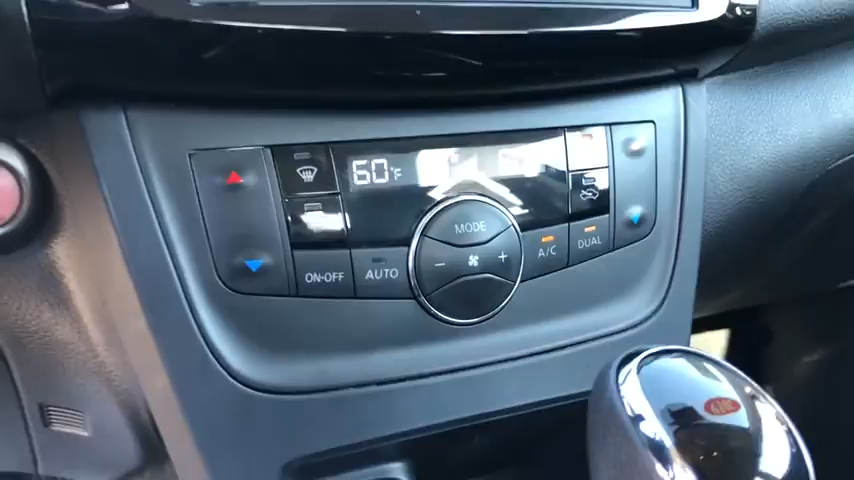 60°F
MODE
A/C
DUAL
ON•OFF
AUTO
- +